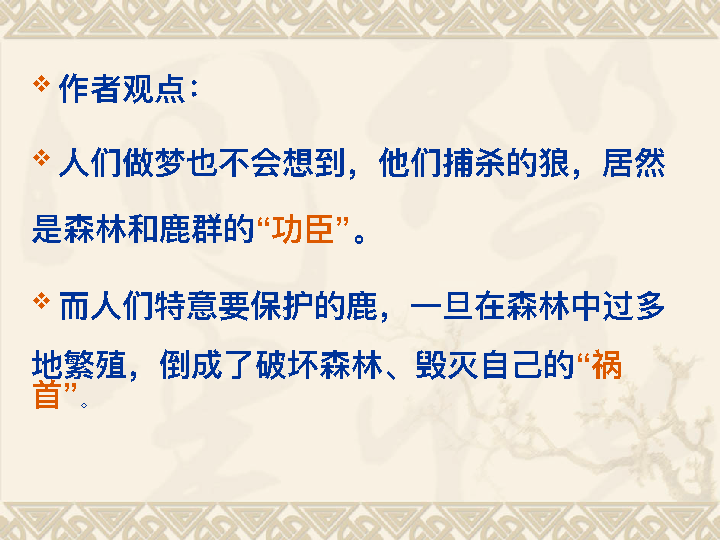 作者观点：
人们做梦也不会想到，他们捕杀的狼，居然
是森林和鹿群的“功臣”。
而人们特意要保护的鹿，一旦在森林中过多
地繁殖，倒成了破坏森林、毁灭自己的“祸
首”。